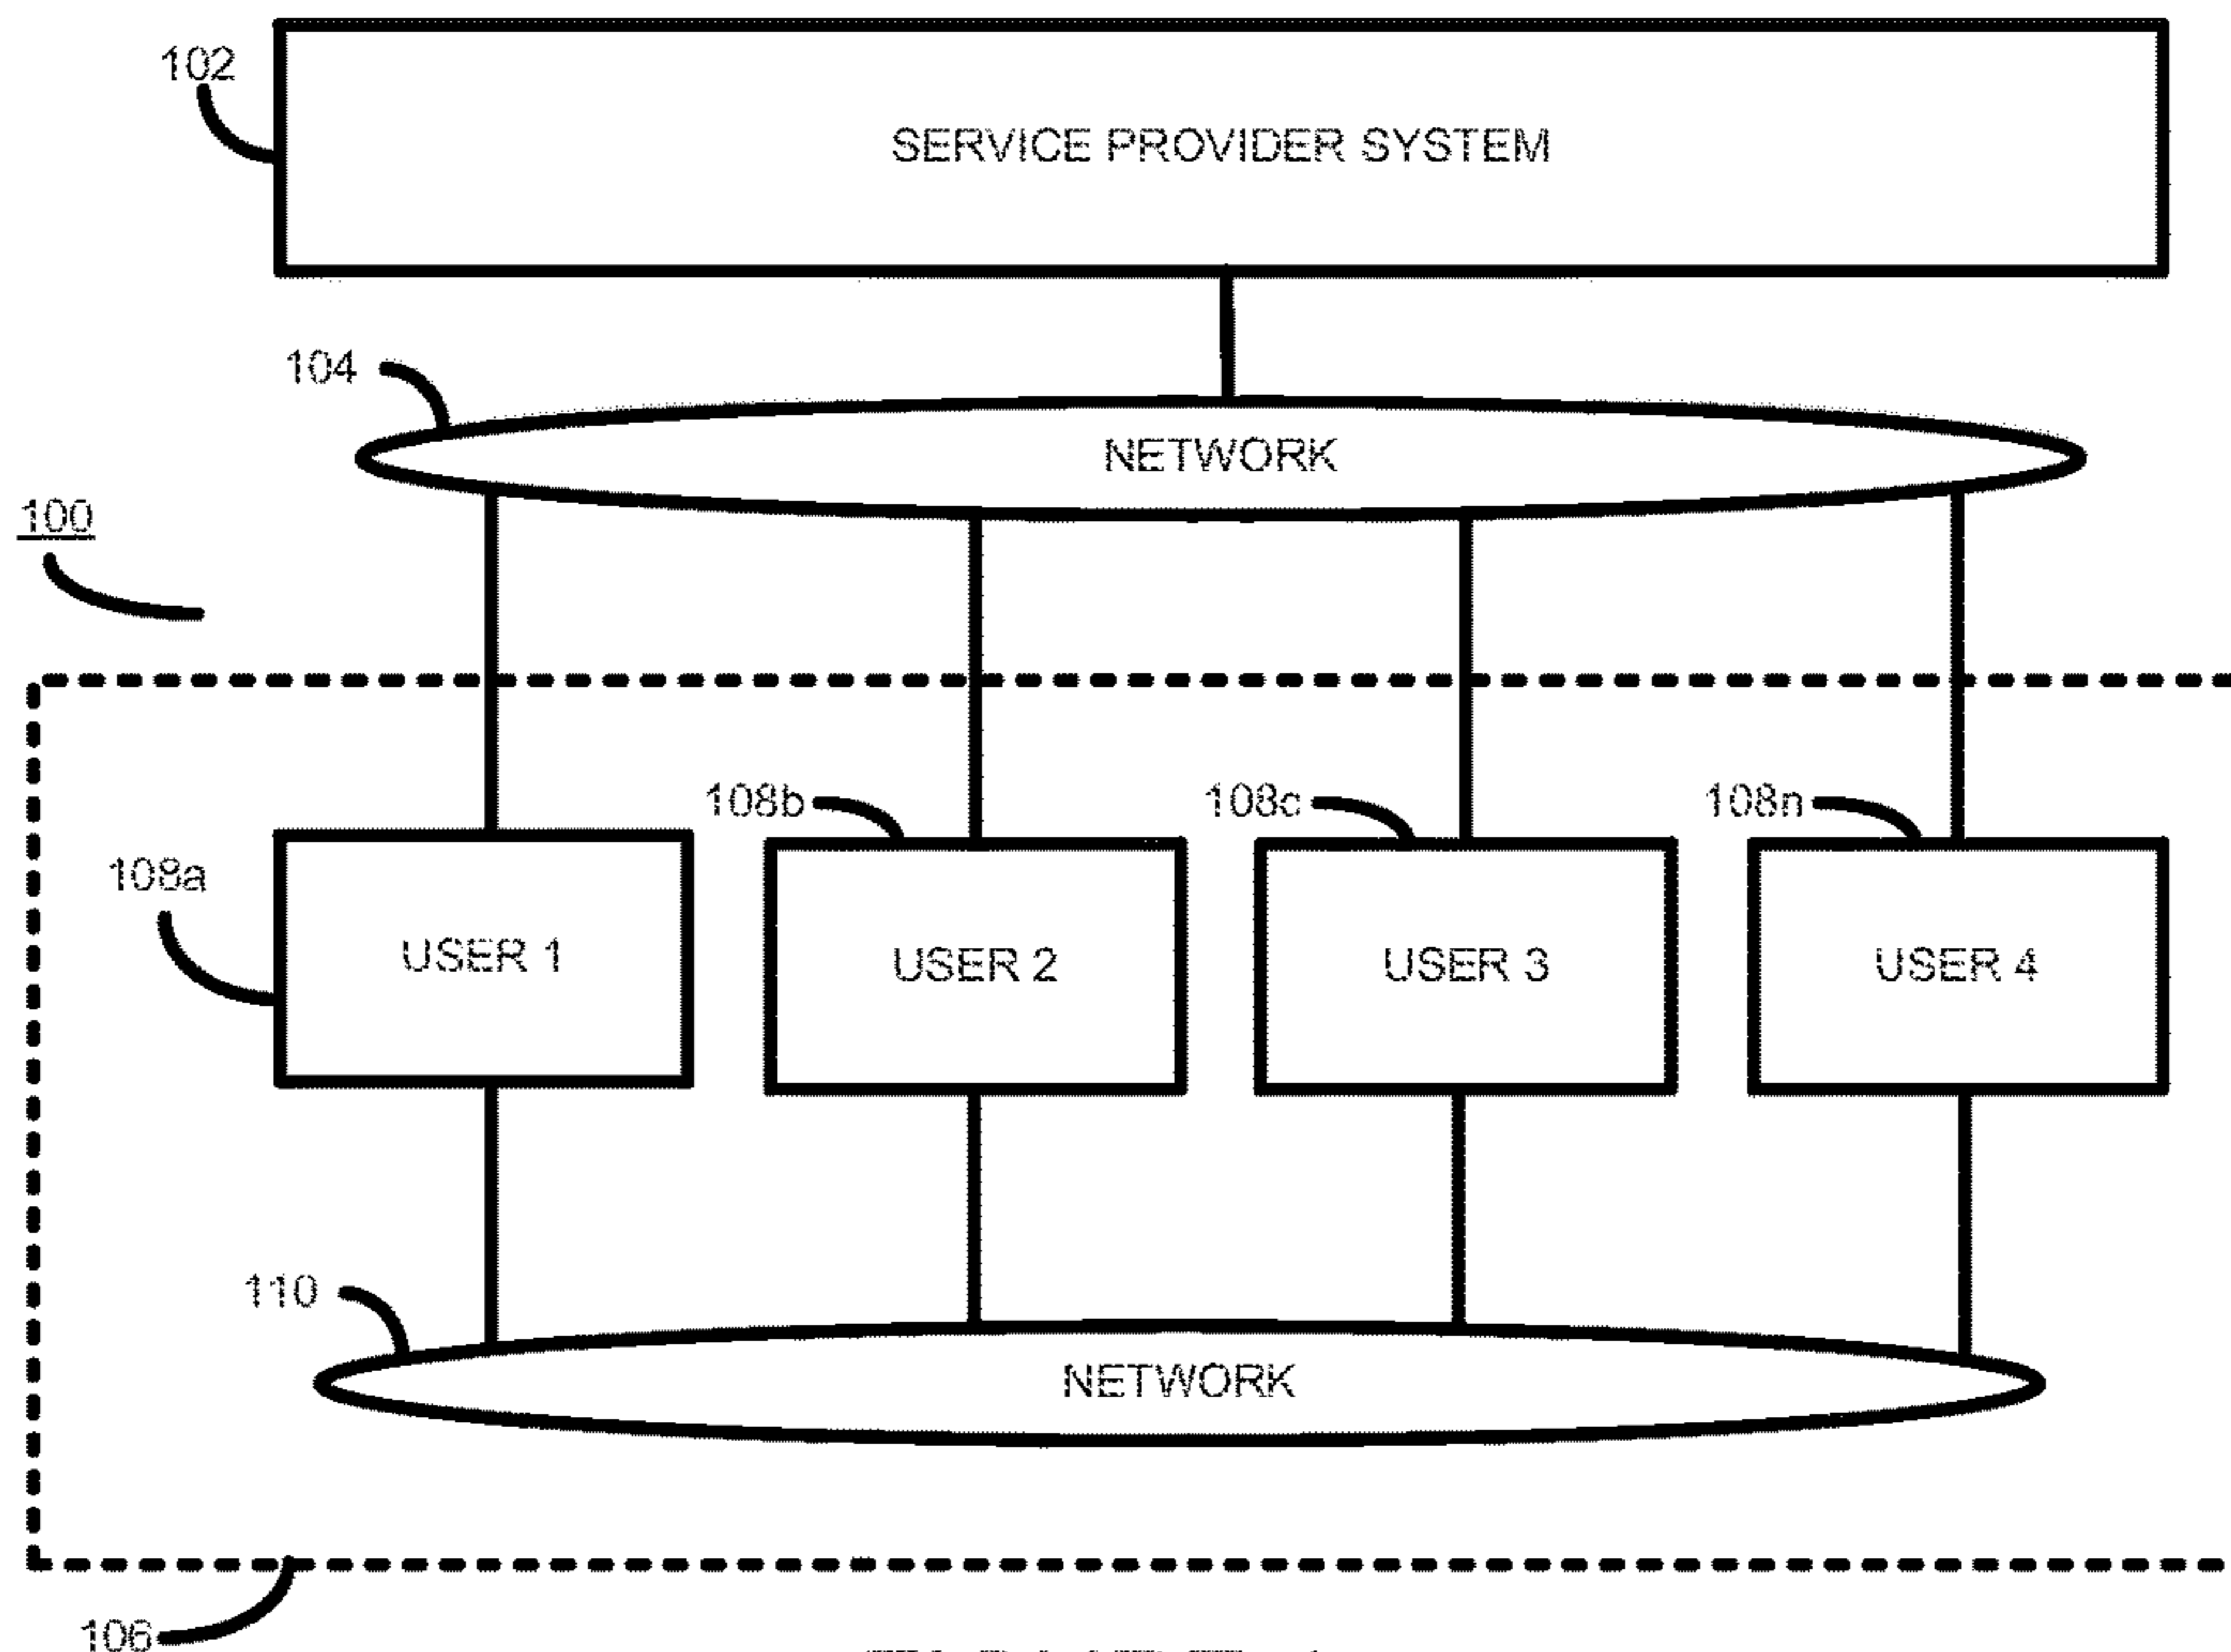 102
SERVICE PROVIDER SYSTEM
104
NETWORK
100
108b
108c
108n
108a
USER 1
USER 2
USER 3
USER 4
110
NETWORK
106